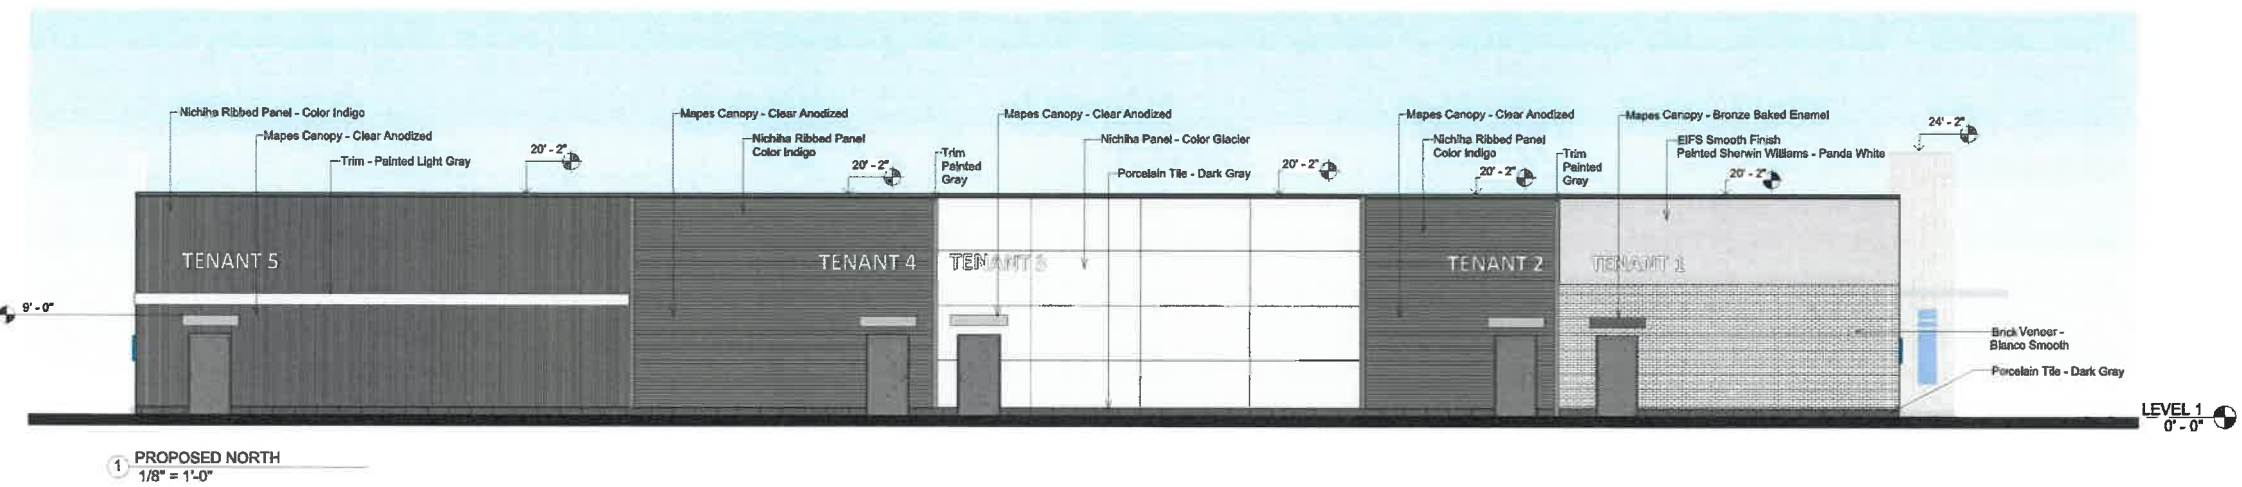 Nichiha Ribbed Panel - Color Indigo
Mapes Canopy - Clear Anodized
Trim - Painted Light Gray
20' - 2"
Mapes Canopy - Clear Anodized
Nichiha Ribbed Panel
Color Indigo
20' - 2"
Trim
Painted
Gray
Mapes Canopy - Clear Anodized
Nichiha Panel - Color Glacier
Porcelain Tile - Dark Gray
20' - 2"
Mapes Canopy - Clear Anodized
Nichiha Ribbed Panel
Color Indigo
20' - 2"
Trim
Painted
Gray
Mapes Canopy - Bronze Baked Enamel
EIFS Smooth Finish
Painted Sherwin Williams - Panda White
20' - 2"
24' - 2"
TENANT 5
TENANT 4
TENANT 3
TENANT 2
TENANT 1
9' - 0"
Brick Veneer -
Blanco Smooth
Porcelain Tile - Dark Gray
LEVEL 1
0' - 0"
1
PROPOSED NORTH
1/8" = 1'-0"